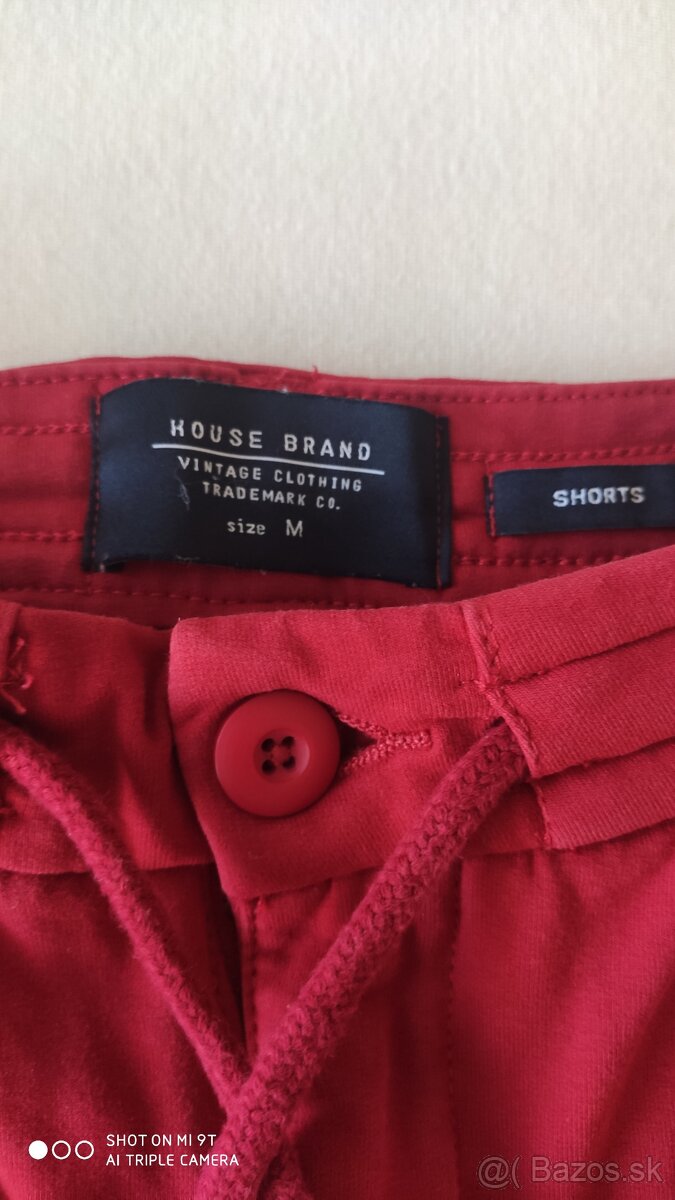 HOUSE BRAND
VINTAGE CLOTHING
TRADEMARK CO.
size M
SHORTS
SHOT ON MI 9T
AI TRIPLE CAMERA
@( Bazos.sk